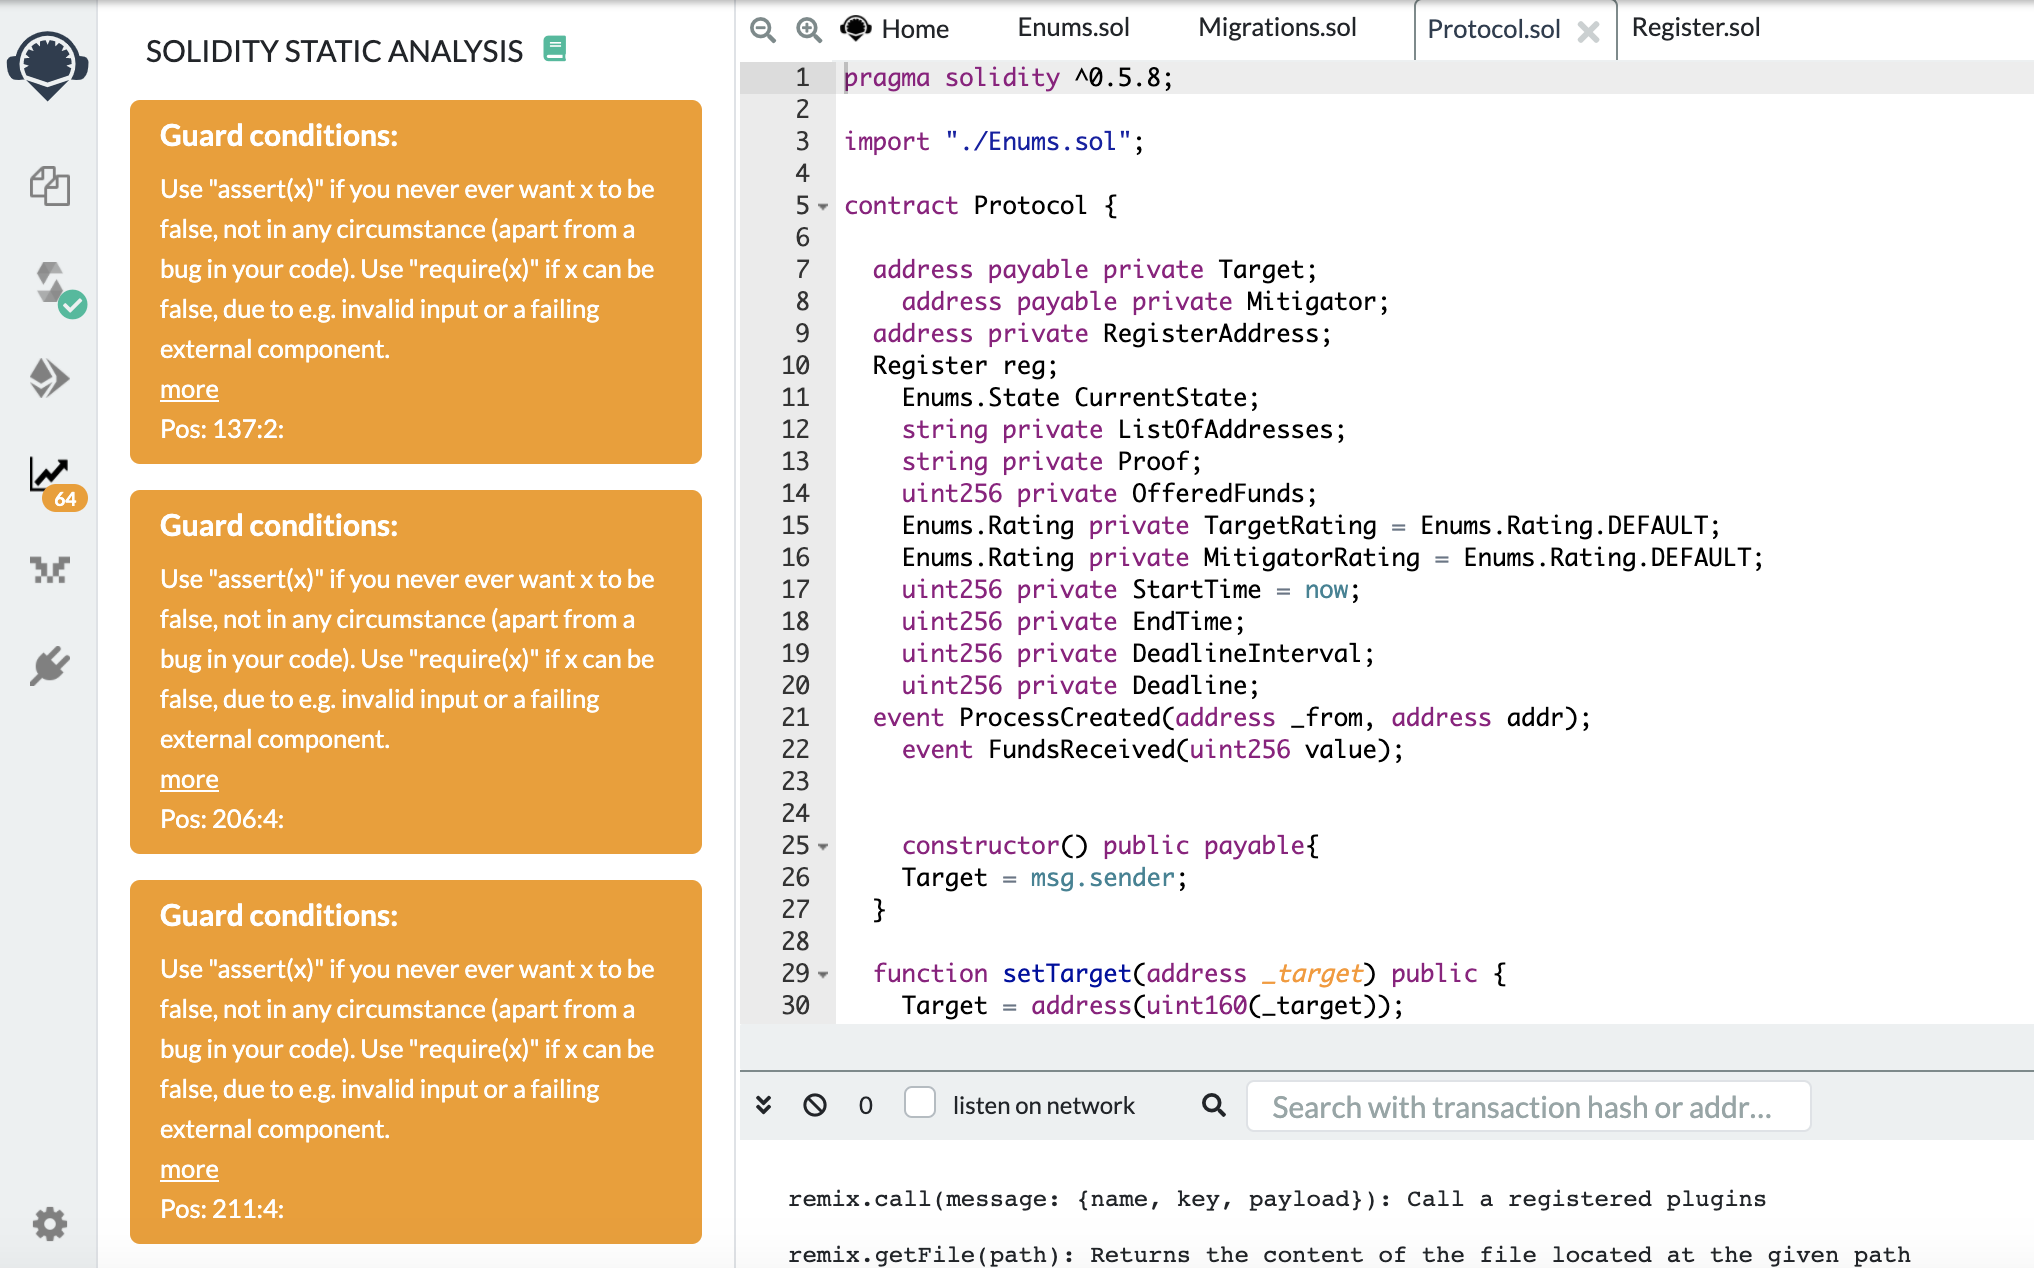 SOLIDITY STATIC ANALYSIS
Guard conditions:
Use "assert(x)" if you never ever want x to be
false, not in any circumstance (apart from a
bug in your code). Use "require(x)" if x can be
false, due to e.g. invalid input or a failing
external component.
more
Pos: 137:2:
Guard conditions:
Use "assert(x)" if you never ever want x to be
false, not in any circumstance (apart from a
bug in your code). Use "require(x)" if x can be
false, due to e.g. invalid input or a failing
external component.
more
Pos: 206:4:
Guard conditions:
Use "assert(x)" if you never ever want x to be
false, not in any circumstance (apart from a
bug in your code). Use "require(x)" if x can be
false, due to e.g. invalid input or a failing
external component.
more
Pos: 211:4:
64
Home Enums.sol Migrations.sol Protocol.sol Register.sol
1 pragma solidity ^0.5.8;
2
3 import "./Enums.sol";
4
5 contract Protocol {
6
7 address payable private Target;
8 address payable private Mitigator;
9 address private RegisterAddress;
10 Register reg;
11 Enums.State CurrentState;
12 string private ListOfAddresses;
13 string private Proof;
14 uint256 private OfferedFunds;
15 Enums.Rating private TargetRating = Enums.Rating.DEFAULT;
16 Enums.Rating private MitigatorRating = Enums.Rating.DEFAULT;
17 uint256 private StartTime = now;
18 uint256 private EndTime;
19 uint256 private DeadlineInterval;
20 uint256 private Deadline;
21 event ProcessCreated(address _from, address addr);
22 event FundsReceived(uint256 value);
23
24
25 constructor() public payable{
26 Target = msg.sender;
27 }
28
29 function setTarget(address _target) public {
30 Target = address(uint160(_target));
0 listen on network Search with transaction hash or addr...
remix.call(message: {name, key, payload}): Call a registered plugins
remix.getFile(path): Returns the content of the file located at the given path